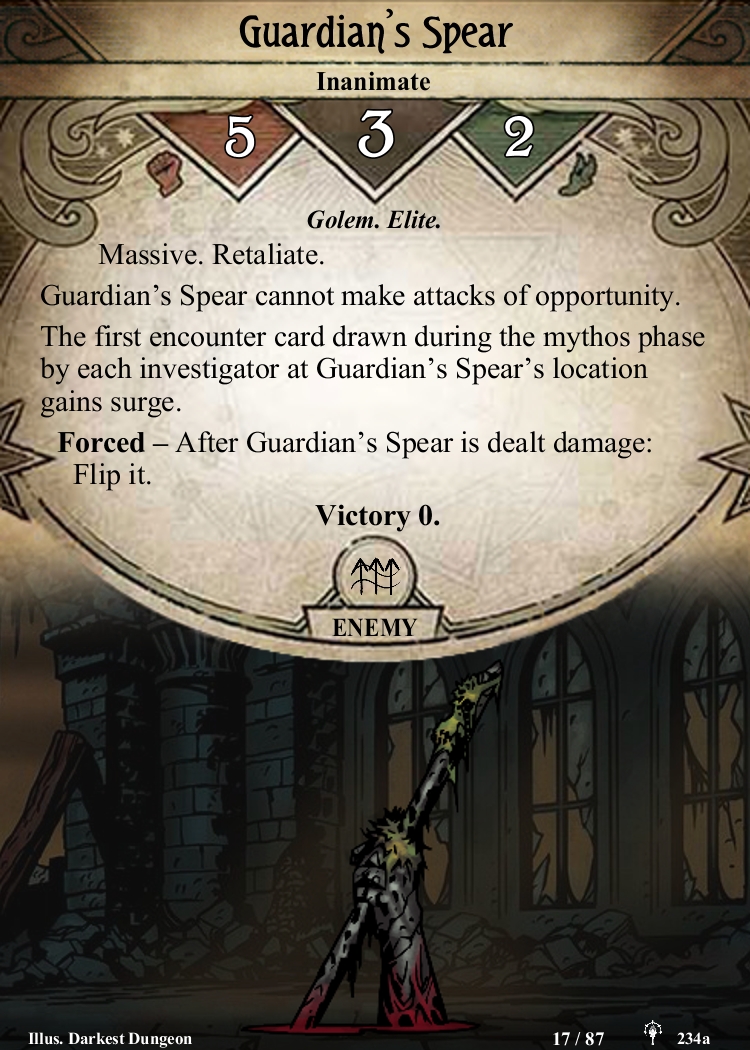 Guardian's Spear
Inanimate
5 3 2
Golem. Elite.
Massive. Retaliate.
Guardian's Spear cannot make attacks of opportunity.
The first encounter card drawn during the mythos phase
by each investigator at Guardian's Spear's location
gains surge.
Forced – After Guardian's Spear is dealt damage:
Flip it.
Victory 0.
ENEMY
Illus. Darkest Dungeon 17 / 87 234a